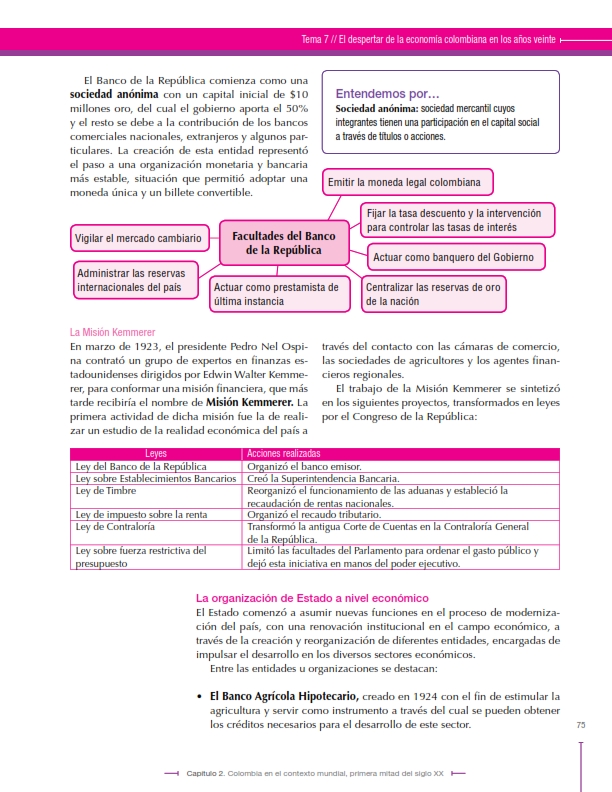 Tema 7 // El despertar de la economía colombiana en los años veinte
El Banco de la República comienza como una
sociedad anónima con un capital inicial de $10
millones oro, del cual el gobierno aporta el 50%
y el resto se debe a la contribución de los bancos
comerciales nacionales, extranjeros y algunos par-
ticulares. La creación de esta entidad representó
el paso a una organización monetaria y bancaria
más estable, situación que permitió adoptar una
moneda única y un billete convertible.
Entendemos por...
Sociedad anónima: sociedad mercantil cuyos
integrantes tienen una participación en el capital social
a través de títulos o acciones.
Emitir la moneda legal colombiana
Fijar la tasa descuento y la intervención
para controlar las tasas de interés
Vigilar el mercado cambiario
Facultades del Banco
de la República
Actuar como banquero del Gobierno
Administrar las reservas
internacionales del país
Actuar como prestamista de
última instancia
Centralizar las reservas de oro
de la nación
La Misión Kemmerer
En marzo de 1923, el presidente Pedro Nel Ospi-
na contrató un grupo de expertos en finanzas es-
tadounidenses dirigidos por Edwin Walter Kemme-
rer, para conformar una misión financiera, que más
tarde recibiría el nombre de Misión Kemmerer. La
primera actividad de dicha misión fue la de reali-
zar un estudio de la realidad económica del país a
través del contacto con las cámaras de comercio,
las sociedades de agricultores y los agentes finan-
cieros regionales.
El trabajo de la Misión Kemmerer se sintetizó
en los siguientes proyectos, transformados en leyes
por el Congreso de la República:
Leyes Acciones realizadas
Ley del Banco de la República Organizó el banco emisor.
Ley sobre Establecimientos Bancarios Creó la Superintendencia Bancaria.
Ley de Timbre Reorganizó el funcionamiento de las aduanas y estableció la
recaudación de rentas nacionales.
Ley de impuesto sobre la renta Organizó el recaudo tributario.
Ley de Contraloría Transformó la antigua Corte de Cuentas en la Contraloría General
de la República.
Ley sobre fuerza restrictiva del Limitó las facultades del Parlamento para ordenar el gasto público y
presupuesto dejó esta iniciativa en manos del poder ejecutivo.
La organización de Estado a nivel económico
El Estado comenzó a asumir nuevas funciones en el proceso de moderniza-
ción del país, con una renovación institucional en el campo económico, a
través de la creación y reorganización de diferentes entidades, encargadas de
impulsar el desarrollo en los diversos sectores económicos.
Entre las entidades u organizaciones se destacan:
• El Banco Agrícola Hipotecario, creado en 1924 con el fin de estimular la
agricultura y servir como instrumento a través del cual se pueden obtener
los créditos necesarios para el desarrollo de este sector.
75
Capítulo 2. Colombia en el contexto mundial, primera mitad del siglo XX